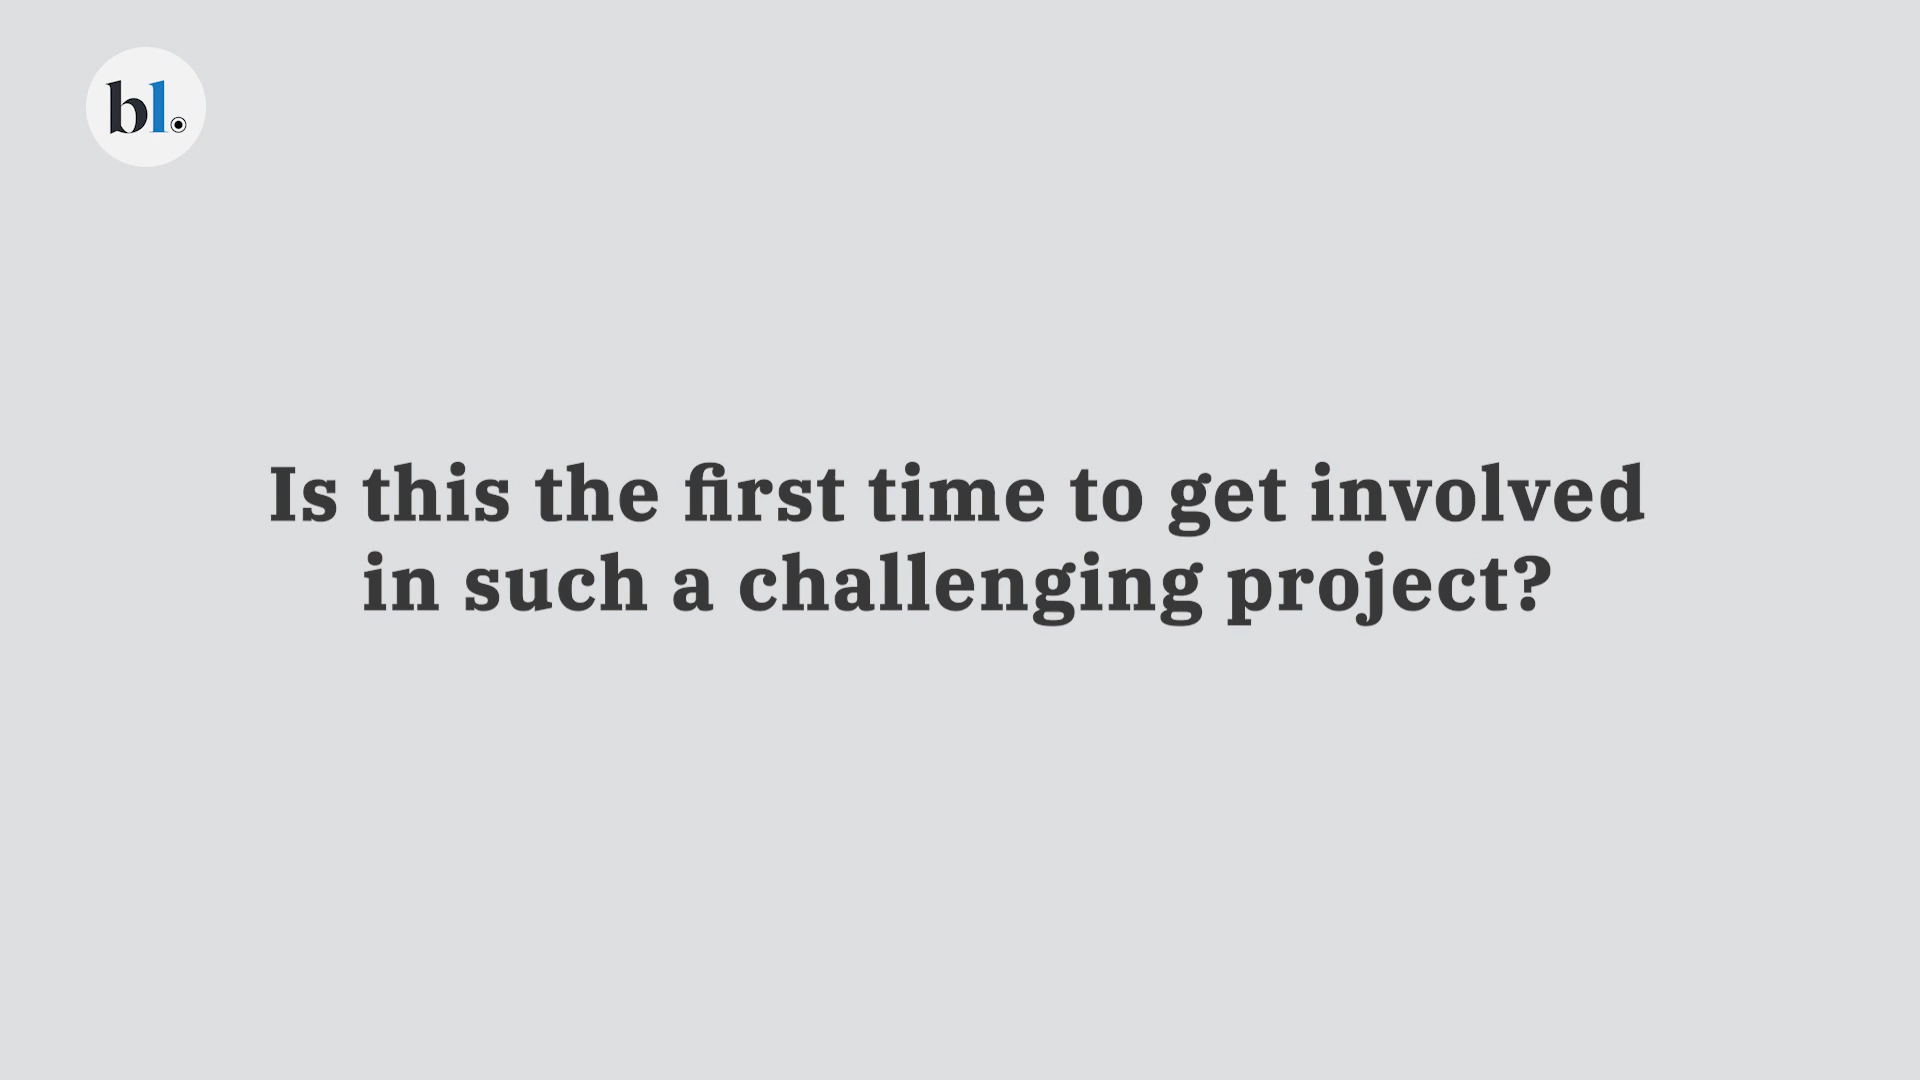 bl.
Is this the first time to get involved
in such a challenging project?